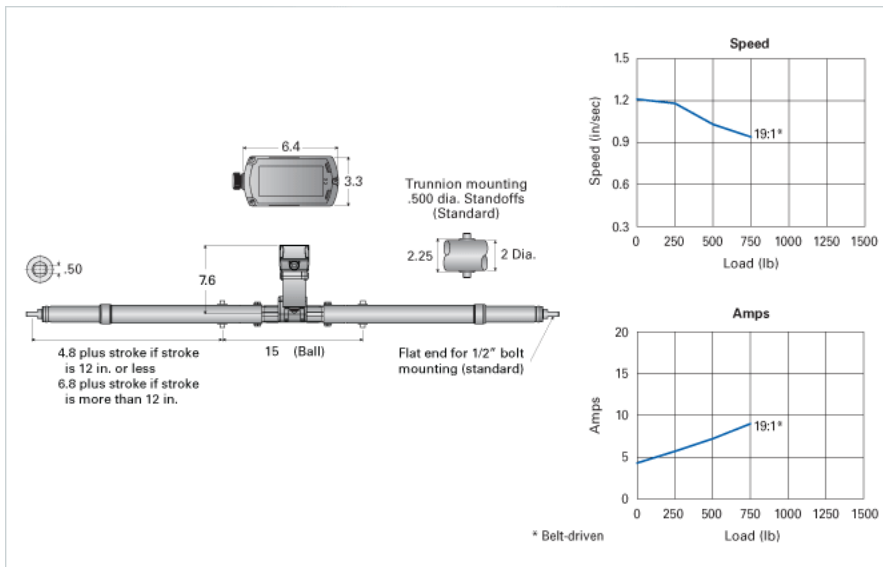 6.4
3.3
Trunnion mounting
.500 dia. Standoffs
(Standard)
2.25
2 Dia.
.50
7.6
4.8 plus stroke if stroke
is 12 in. or less
6.8 plus stroke if stroke
is more than 12 in.
15 (Ball)
Flat end for 1/2" bolt
mounting (standard)
Speed
Speed (in/sec)
1.5
1.2
0.9
0.6
0.3
19:1*
0 250 500 750 1000 1250 1500
Load (lb)
Amps
Amps
20
15
10
5
0
19:1*
0 250 500 750 1000 1250 1500
Load (lb)
* Belt-driven